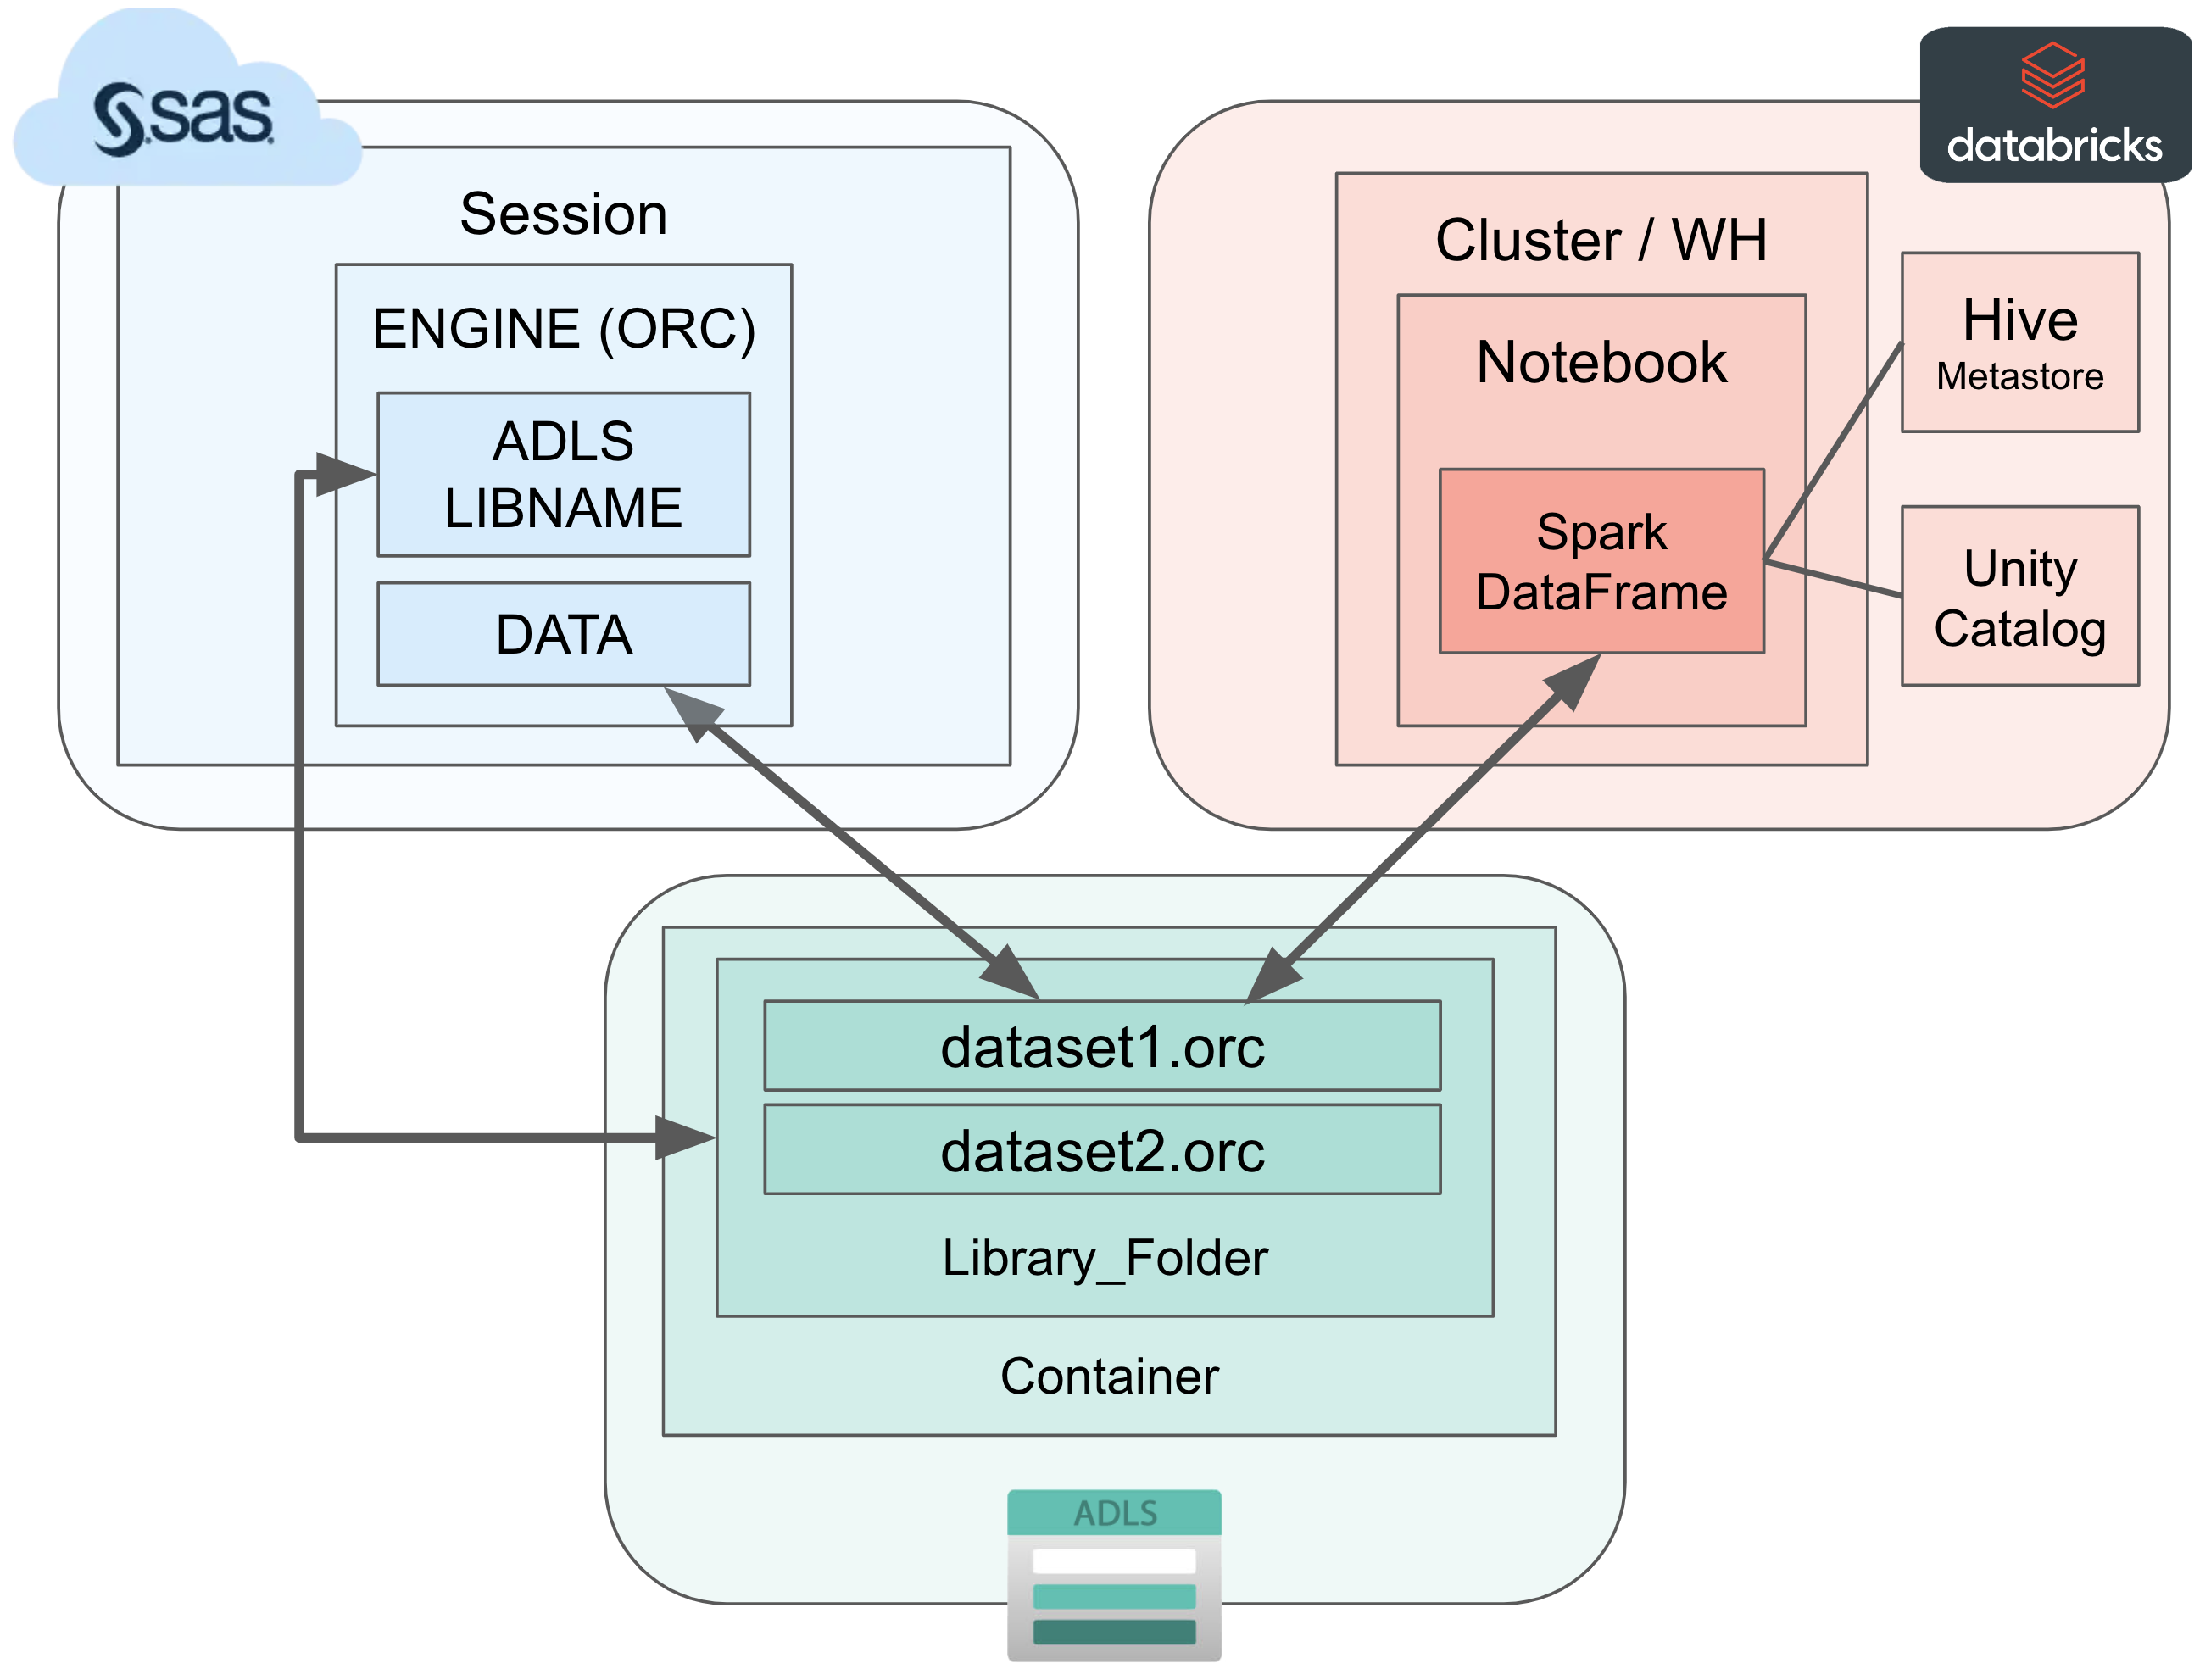 sas
Session
ENGINE (ORC)
ADLS
LIBNAME
DATA
databricks
Cluster / WH
Notebook
Spark
DataFrame
Hive
Metastore
Unity
Catalog
dataset1.orc
dataset2.orc
Library_Folder
Container
ADLS